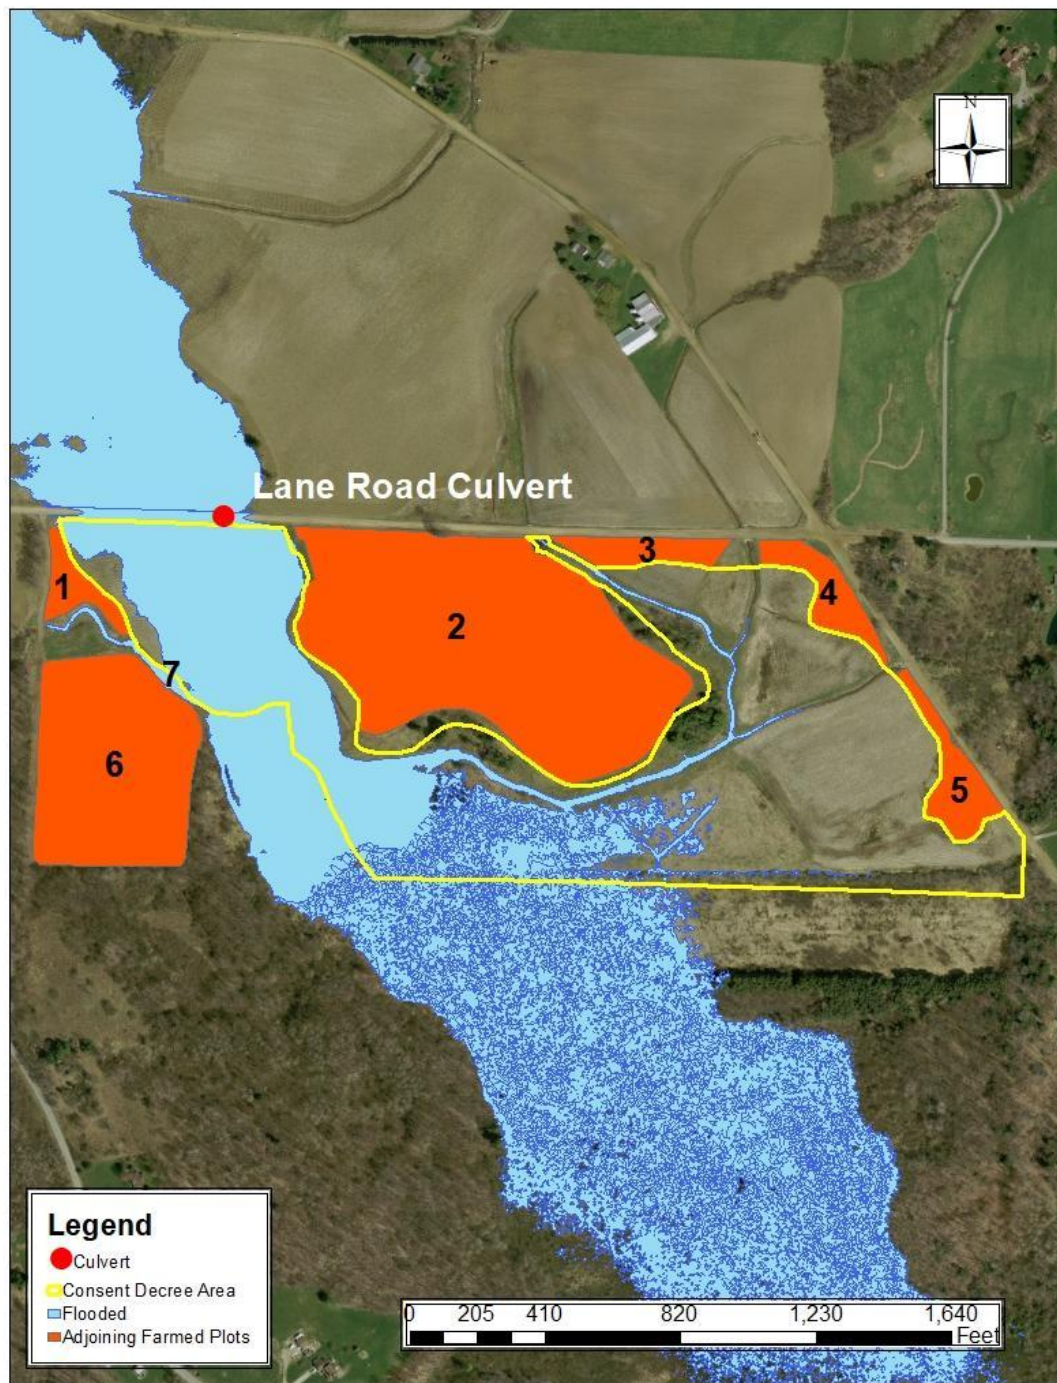 N
Lane Road Culvert
1
2
3
4
5
6
7
Legend
Culvert
Consent Decree Area
Flooded
Adjoining Farmed Plots
0 205 410 820 1,230 1,640
Feet